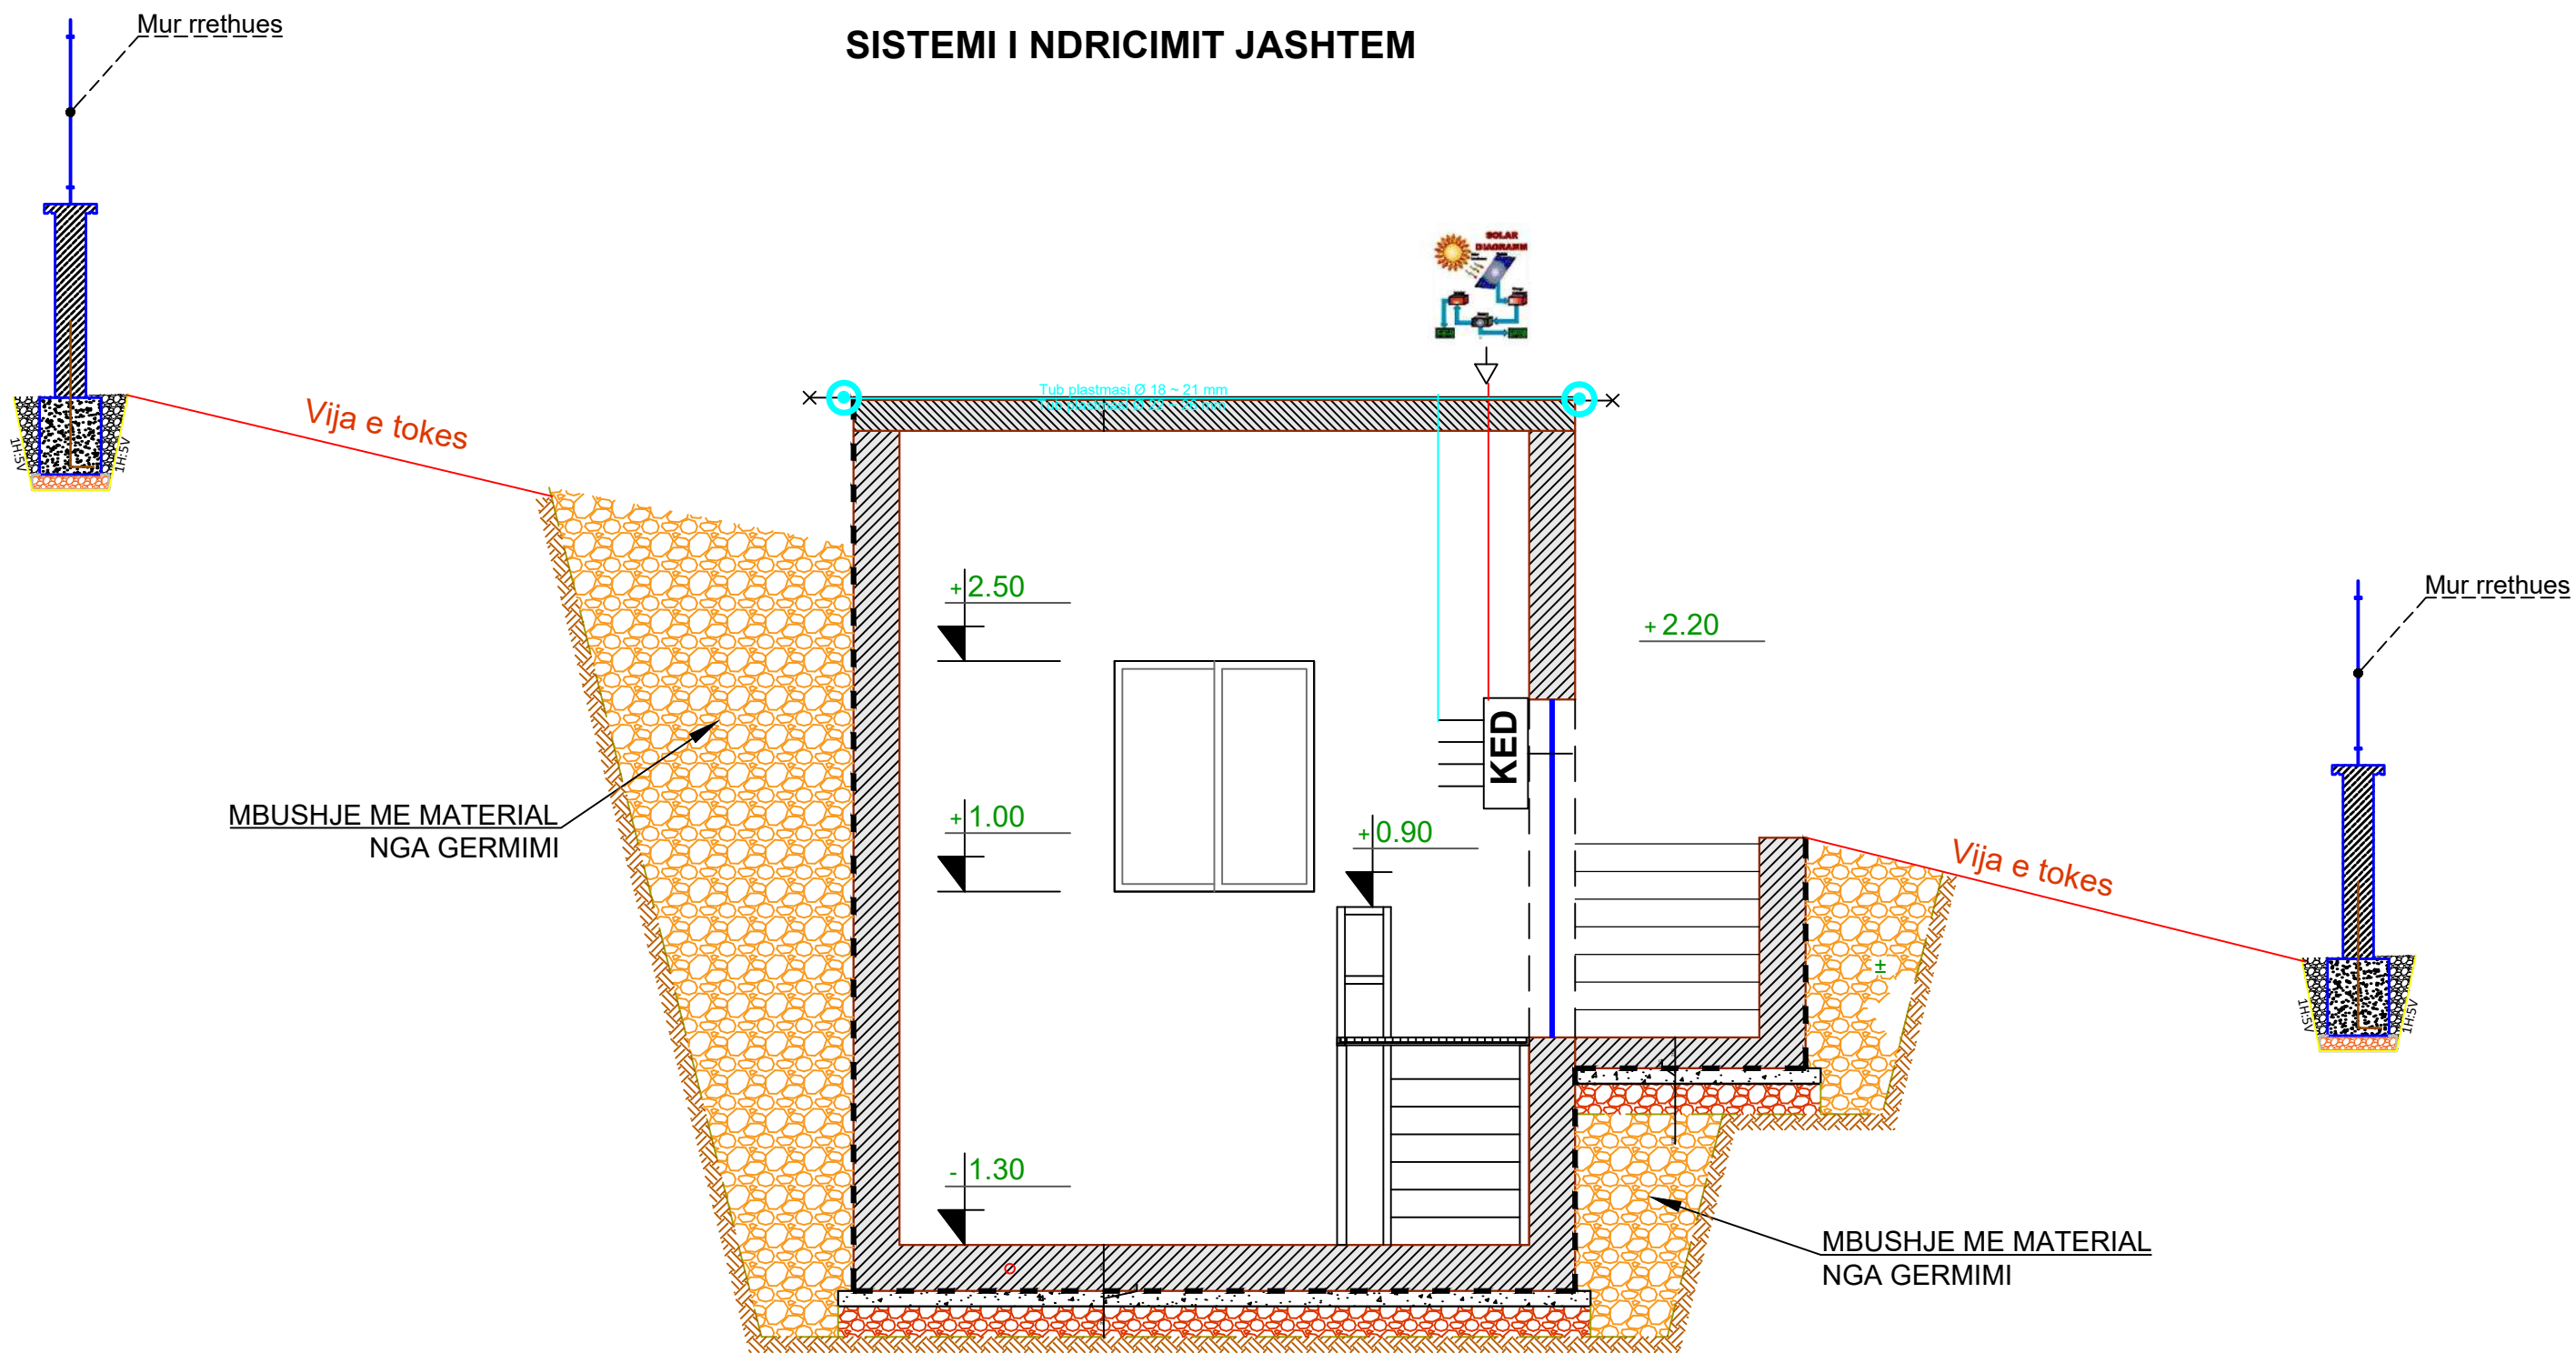 Mur rrethues
SISTEMI I NDRICIMIT JASHTEM
SOLAR
DIAGRAMM
Tub plastmasi Ø 18 ~ 21 mm
Vija e tokes
1H:5V
1H:5V
+2.50
+2.20
Mur rrethues
KED
MBUSHJE ME MATERIAL
NGA GERMIMI
+1.00
+0.90
Vija e tokes
±
1H:5V
1H:5V
- 1.30
MBUSHJE ME MATERIAL
NGA GERMIMI